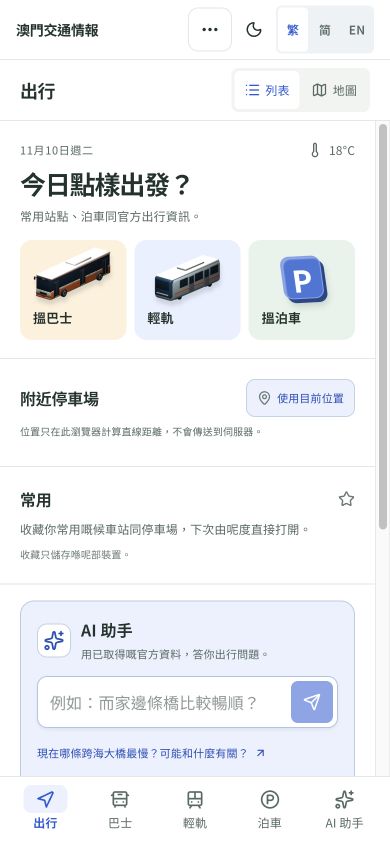 澳門交通情報
繁 简 EN
出行
列表 地圖
11月10日週二
18°C
今日點樣出發？
常用站點、泊車同官方出行資訊。
搵巴士 輕軌 搵泊車
P
附近停車場
使用目前位置
位置只在此瀏覽器計算直線距離，不會傳送到伺服器。
常用
收藏你常用嘅候車站同停車場，下次由呢度直接打開。
收藏只儲存喺呢部裝置。
AI 助手
用已取得嘅官方資料，答你出行問題。
例如：而家邊條橋比較暢順？
現在哪條跨海大橋最慢？可能和什麼有關？
出行 巴士 輕軌 泊車 AI 助手